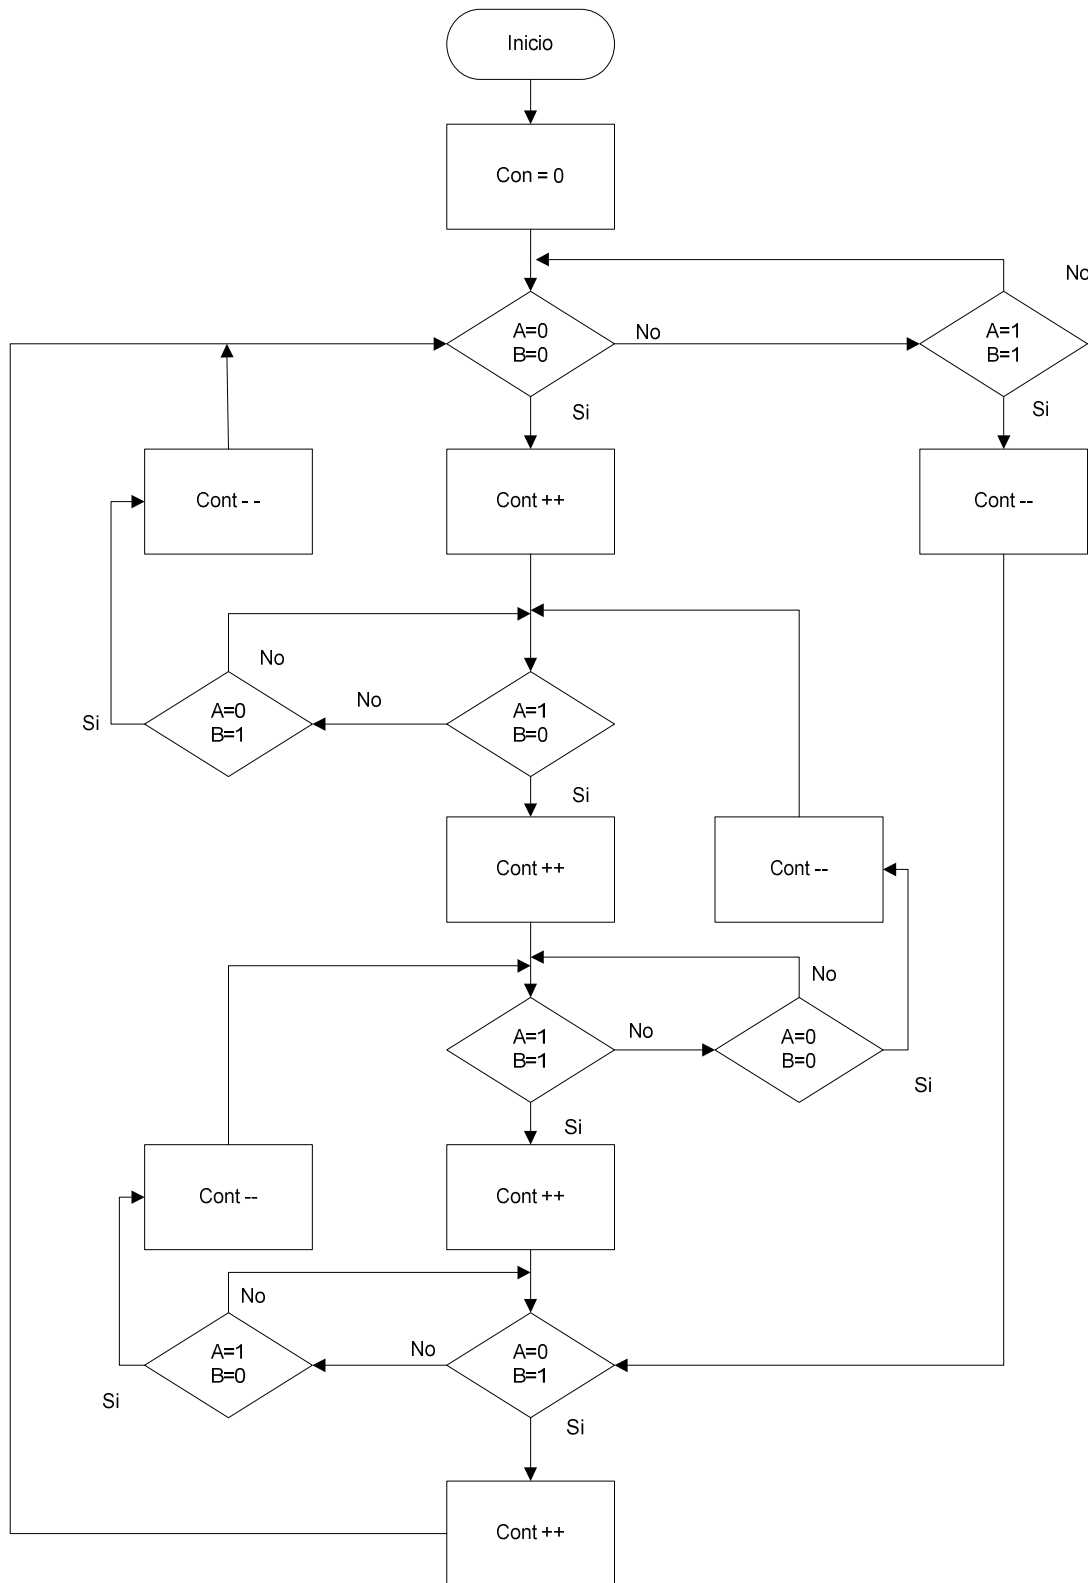 Inicio
Con = 0
No
A=0
B=0
No
A=1
B=1
Si
Si
Cont - -
Cont ++
Cont --
No
No
A=0
B=1
A=1
B=0
Si
Si
Cont ++
Cont --
No
A=1
B=1
No
A=0
B=0
Si
Si
Cont --
Cont ++
No
No
A=1
B=0
A=0
B=1
Si
Si
Cont ++